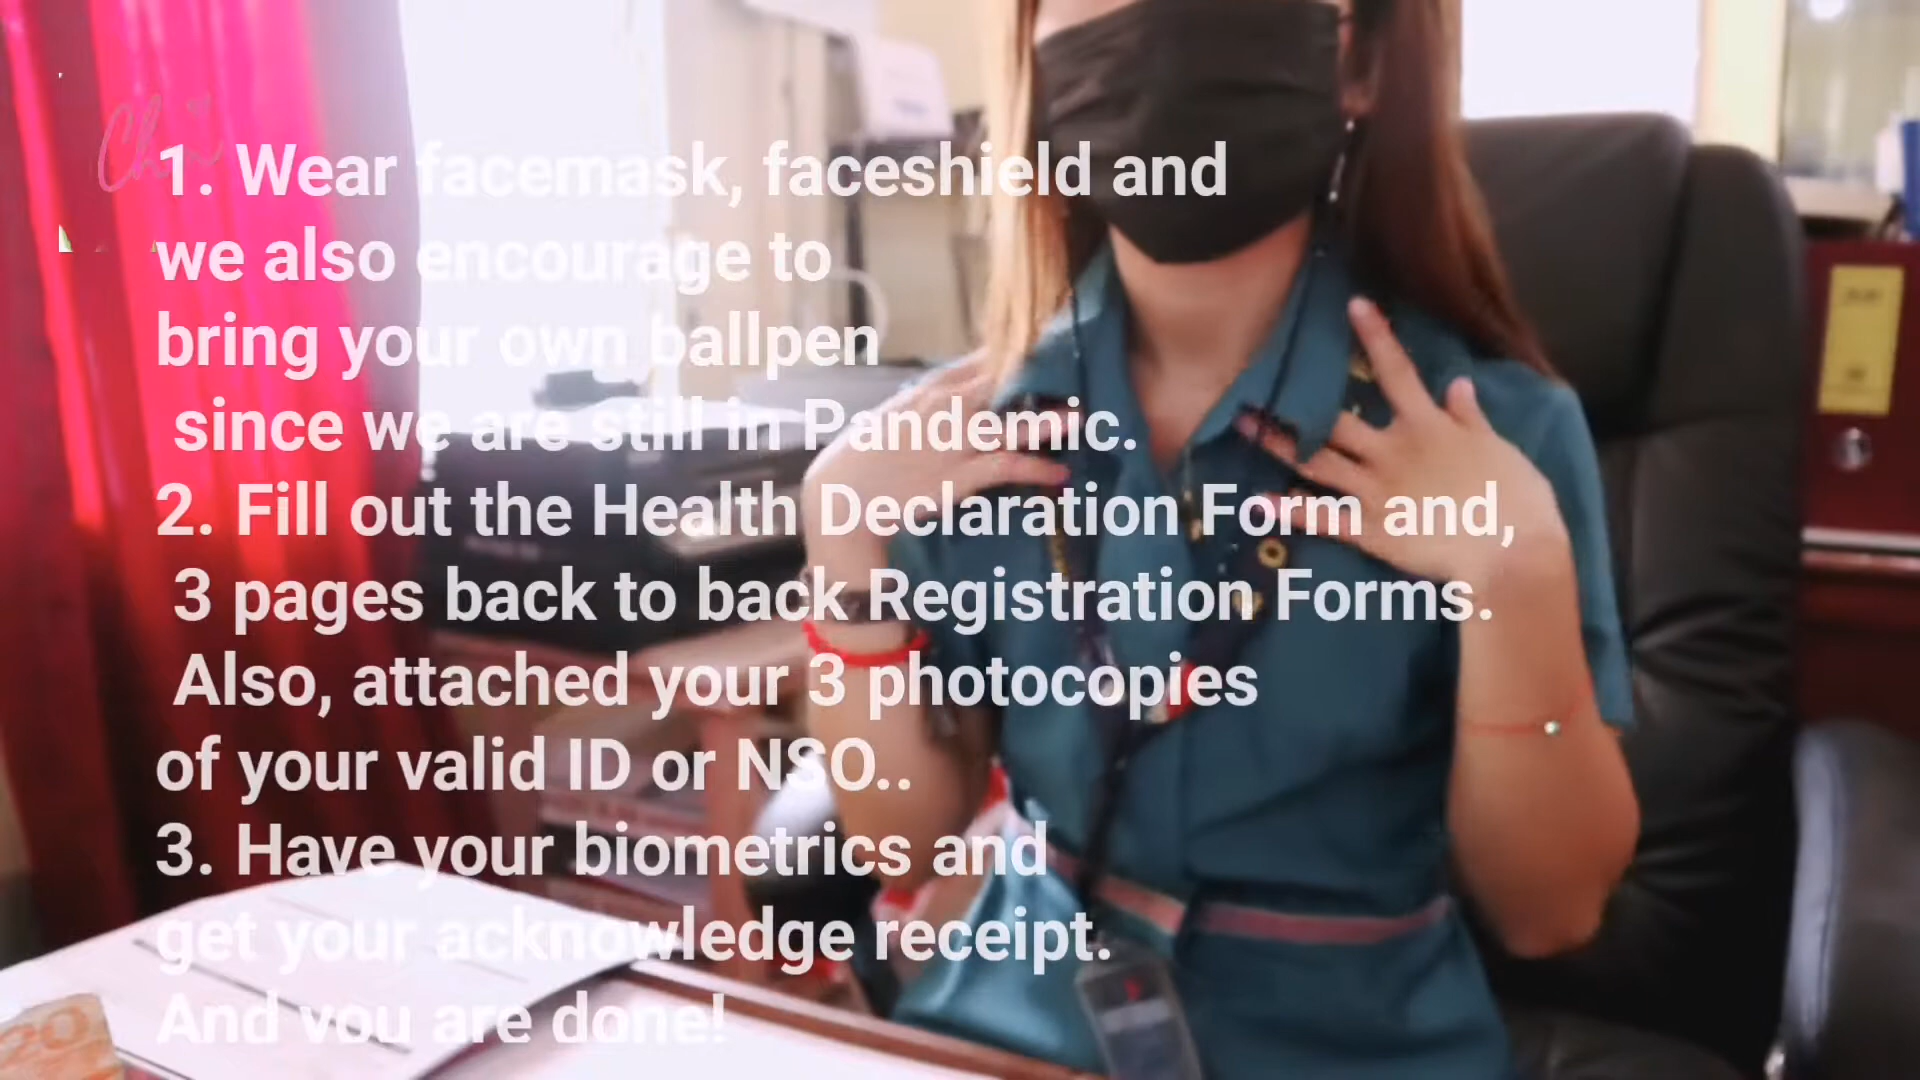 1. Wear facemask, faceshield and
we also encourage to
bring your own ballpen
since we are still in Pandemic.
2. Fill out the Health Declaration Form and,
3 pages back to back Registration Forms.
Also, attached your 3 photocopies
of your valid ID or NSO..
3. Have your biometrics and
get your acknowledge receipt.
And you are done!
20